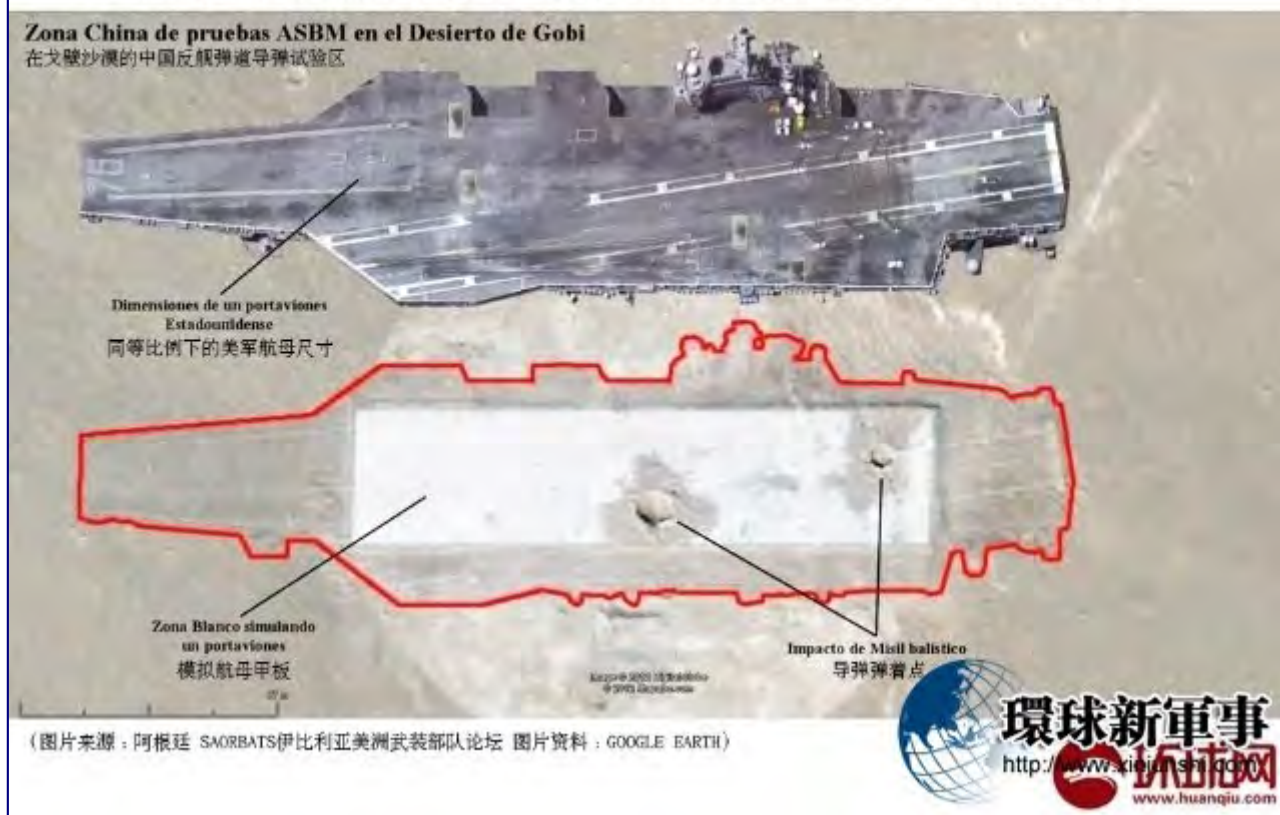 Zona China de pruebas ASBM en el Desierto de Gobi
在戈壁沙漠的中国反舰弹道导弹试验区
Dimensiones de un portaviones
Estadounidense
同等比例下的美军航母尺寸
Zona Blanco simulando
un portaviones
模拟航母甲板
Impacto de Misil balístico
导弹弹着点
(图片来源：阿根廷 SAORBATS伊比利亚美洲武装部队论坛 图片资料：GOOGLE EARTH)
環球新軍事
环球网
www.huanqiu.com